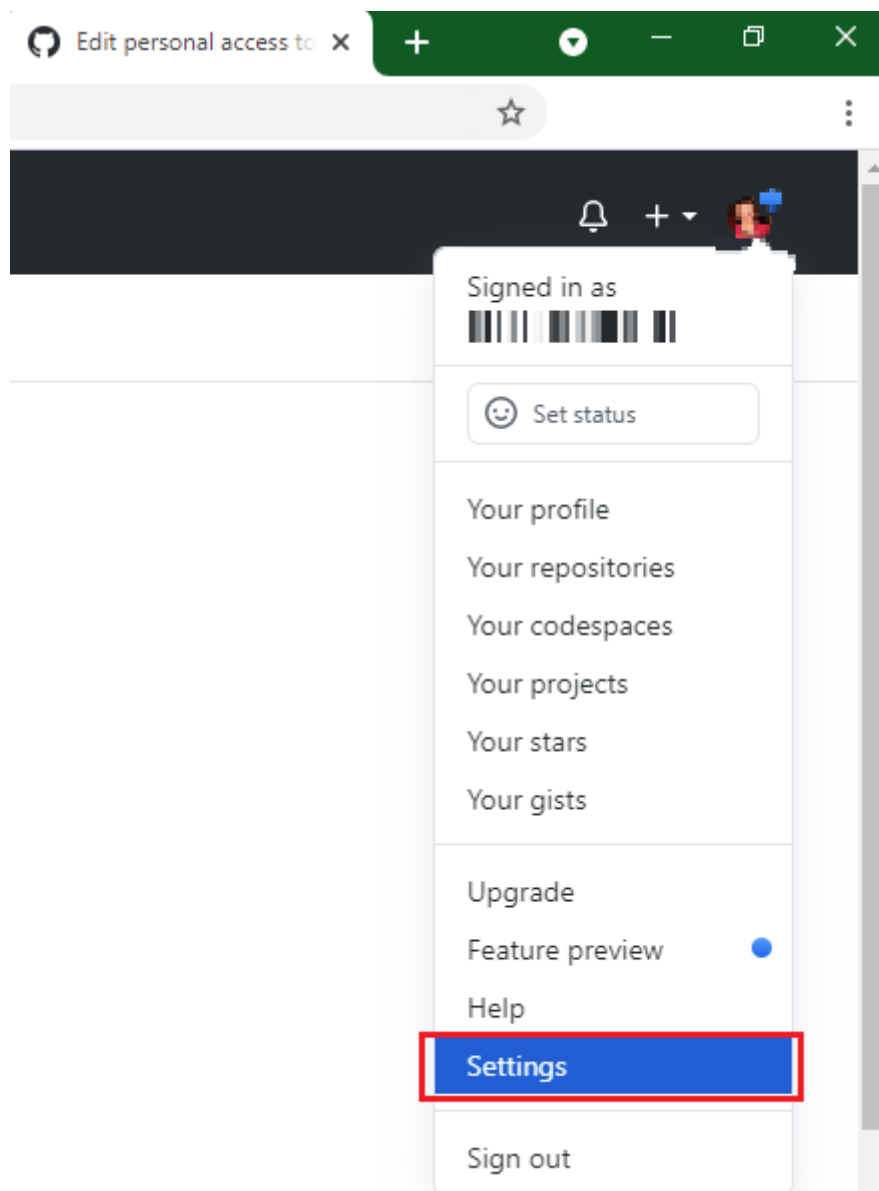 Edit personal access to
Signed in as
Set status
Your profile
Your repositories
Your codespaces
Your projects
Your stars
Your gists
Upgrade
Feature preview
Help
Settings
Sign out